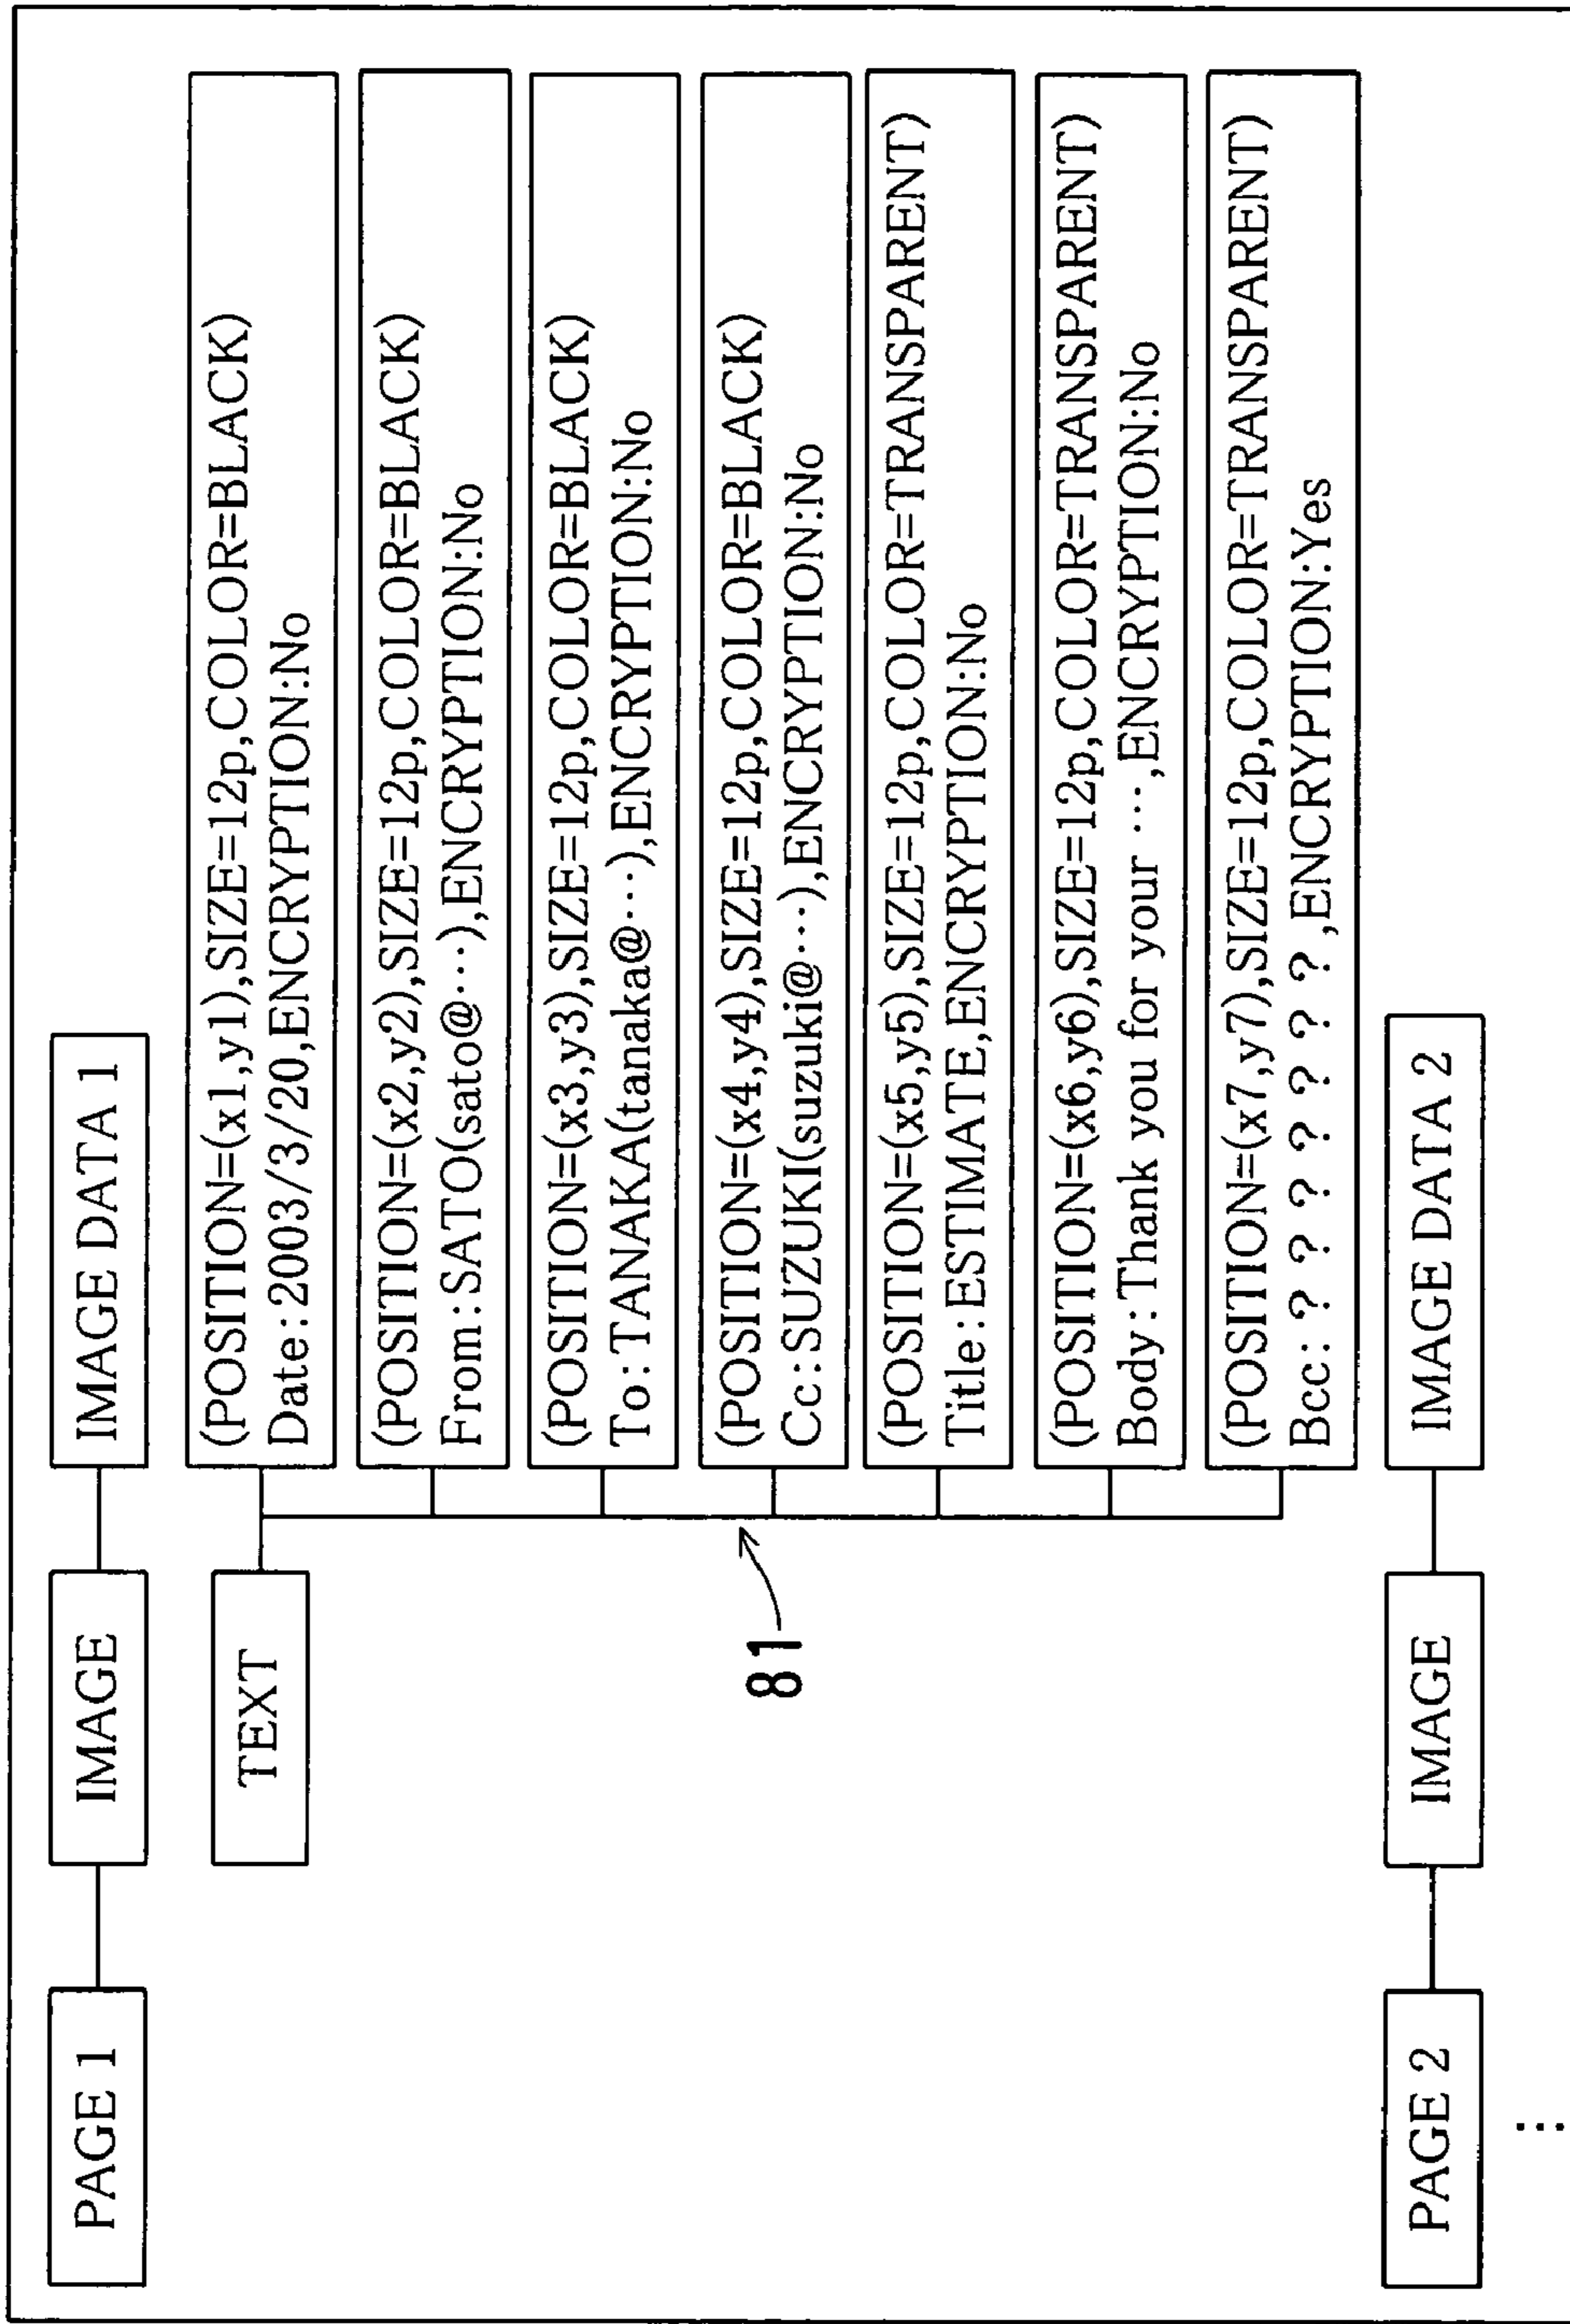 PAGE 1
IMAGE
IMAGE DATA 1
TEXT
(POSITION=(x1,y1),SIZE=12p,COLOR=BLACK)
Date:2003/3/20,ENCRYPTION:No
(POSITION=(x2,y2),SIZE=12p,COLOR=BLACK)
From:SATO(sato@⋯),ENCRYPTION:No
(POSITION=(x3,y3),SIZE=12p,COLOR=BLACK)
To:TANAKA(tanaka@⋯),ENCRYPTION:No
(POSITION=(x4,y4),SIZE=12p,COLOR=BLACK)
Cc:SUZUKI(suzuki@⋯),ENCRYPTION:No
(POSITION=(x5,y5),SIZE=12p,COLOR=TRANSPARENT)
Title:ESTIMATE,ENCRYPTION:No
(POSITION=(x6,y6),SIZE=12p,COLOR=TRANSPARENT)
Body:Thank you for your ⋯,ENCRYPTION:No
(POSITION=(x7,y7),SIZE=12p,COLOR=TRANSPARENT)
Bcc:? ? ? ? ? ? ? ?,ENCRYPTION:Yes
81
PAGE 2
IMAGE
IMAGE DATA 2
⋮